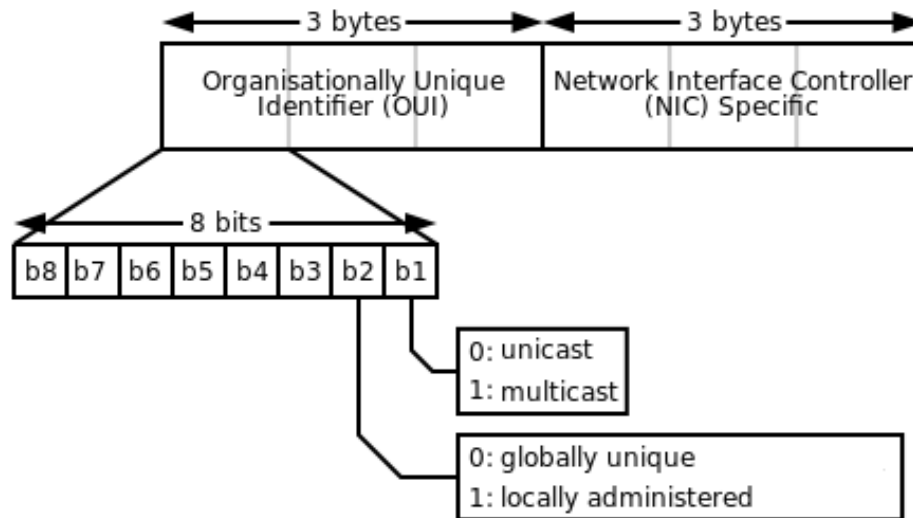 3 bytes
3 bytes
Organisationally Unique
Identifier (OUI)
Network Interface Controller
(NIC) Specific
8 bits
b8 b7 b6 b5 b4 b3 b2 b1
0: unicast
1: multicast
0: globally unique
1: locally administered